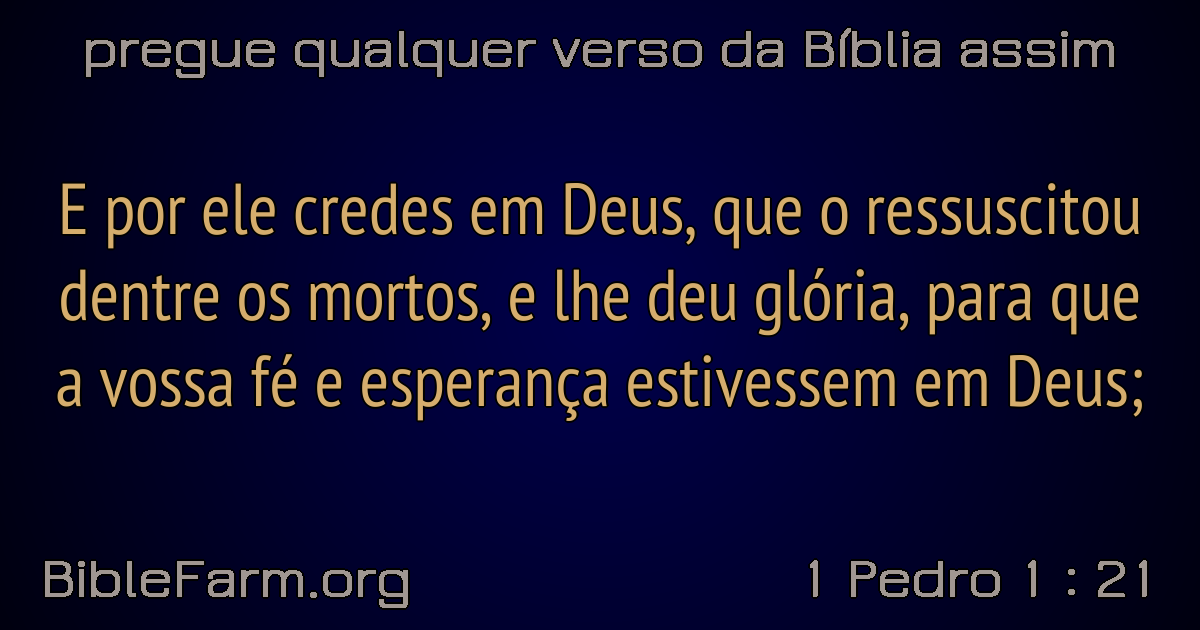 pregue qualquer verso da Bíblia assim
E por ele credes em Deus, que o ressuscitou
dentre os mortos, e lhe deu glória, para que
a vossa fé e esperança estivessem em Deus;
BibleFarm.org
1 Pedro 1 : 21